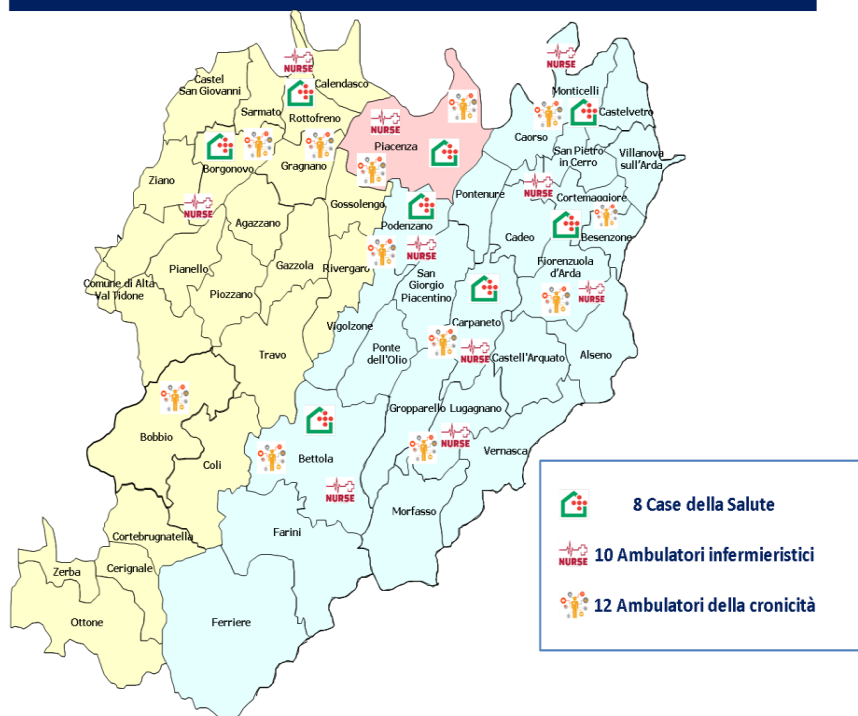 NURSE
Castel
San Giovanni
Calendasco
Sarmato
Rottofreno
NURSE
Monticelli
Castelvetro
Caorso
San Pietro
in Cerro
Villanova
sull'Arda
NURSE
Piacenza
Borgonovo
Gragnano
Ziano
NURSE
Gossolengo
Pontenure
NURSE
Cortemaggiore
Agazzano
Podenzano
Cadeo
Besenzone
NURSE
Pianello
Gazzola
Rivergaro
San
Giorgio
Piacentino
Fiorenzuola
d'Arda
Comune di Alta
Val Tidone
Piozzano
NURSE
Vigolzone
Carpaneto
Travo
Ponte
dell'Olio
NURSE
Castell'Arquato
Alseno
Gropparello
Lugagnano
Bobbio
NURSE
Coli
Bettola
Vernasca
NURSE
Morfasso
Farini
Cortebrugnatella
Zerba
Cerignale
Ottone
Ferriere
8 Case della Salute
NURSE
10 Ambulatori infermieristici
12 Ambulatori della cronicità